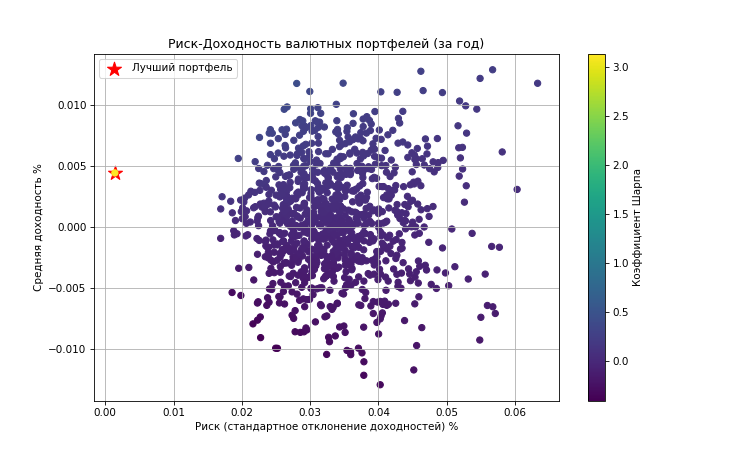 Риск-Доходность валютных портфелей (за год)
Лучший портфель
Средняя доходность %
0.010
0.005
0.000
−0.005
−0.010
0.00 0.01 0.02 0.03 0.04 0.05 0.06
Риск (стандартное отклонение доходностей) %
3.0
2.5
2.0
1.5
1.0
0.5
0.0
Коэффициент Шарпа